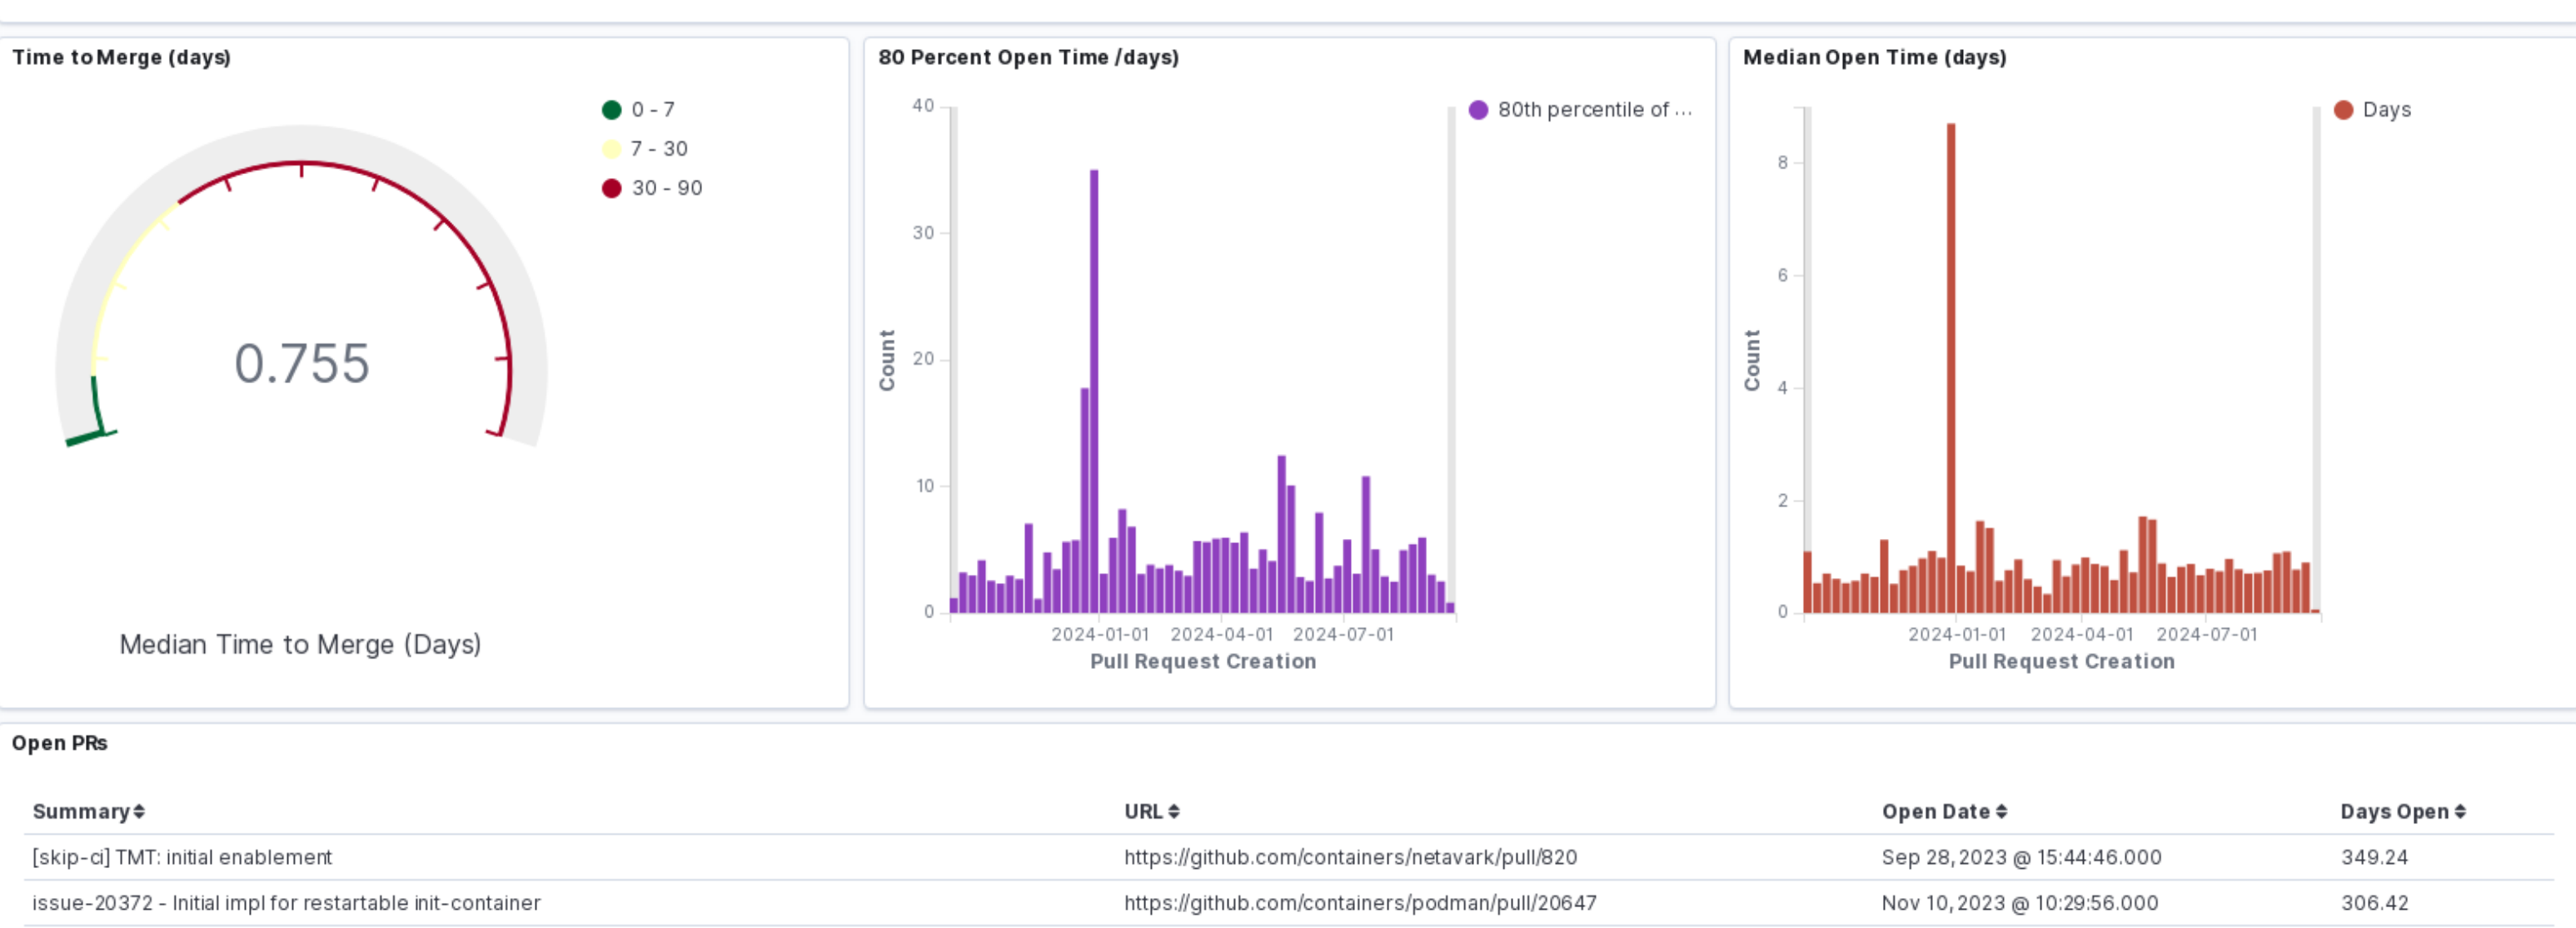 Time to Merge (days)
0 - 7
7 - 30
30 - 90
0.755
Median Time to Merge (Days)
80 Percent Open Time /days)
80th percentile of ...
Count
40
30
20
10
0
2024-01-01 2024-04-01 2024-07-01
Pull Request Creation
Median Open Time (days)
Days
Count
8
6
4
2
0
2024-01-01 2024-04-01 2024-07-01
Pull Request Creation
Open PRs
Summary URL Open Date Days Open
[skip-ci] TMT: initial enablement https://github.com/containers/netavark/pull/820 Sep 28, 2023 @ 15:44:46.000 349.24
issue-20372 - Initial impl for restartable init-container https://github.com/containers/podman/pull/20647 Nov 10, 2023 @ 10:29:56.000 306.42